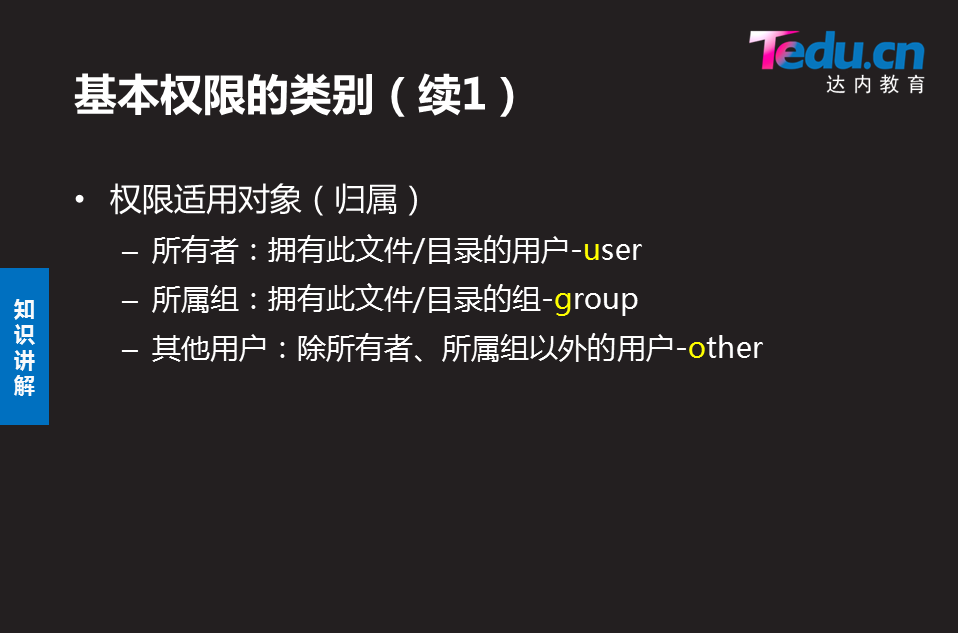 Tedu.cn
达内教育
基本权限的类别（续1）
• 权限适用对象（归属）
– 所有者：拥有此文件/目录的用户-user
– 所属组：拥有此文件/目录的组-group
– 其他用户：除所有者、所属组以外的用户-other
知识讲解